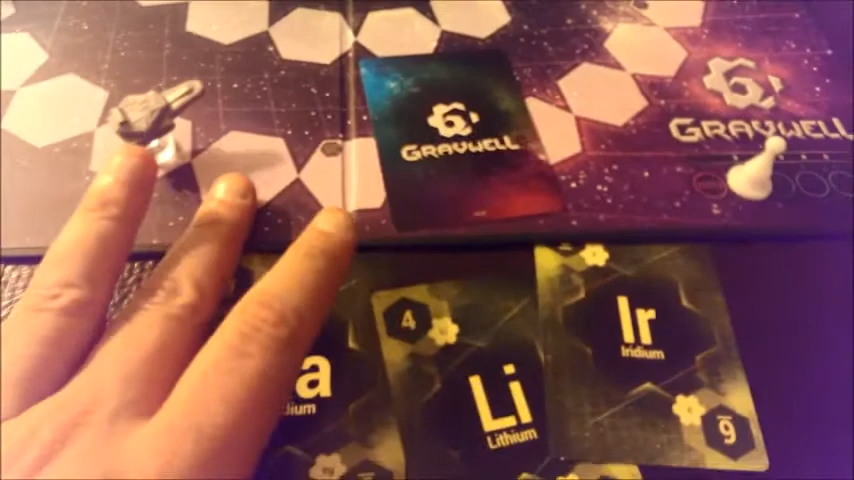 GRAVWELL
GRAVWELL
4
Li
Lithium
Ir
Iridium
9
a
dium